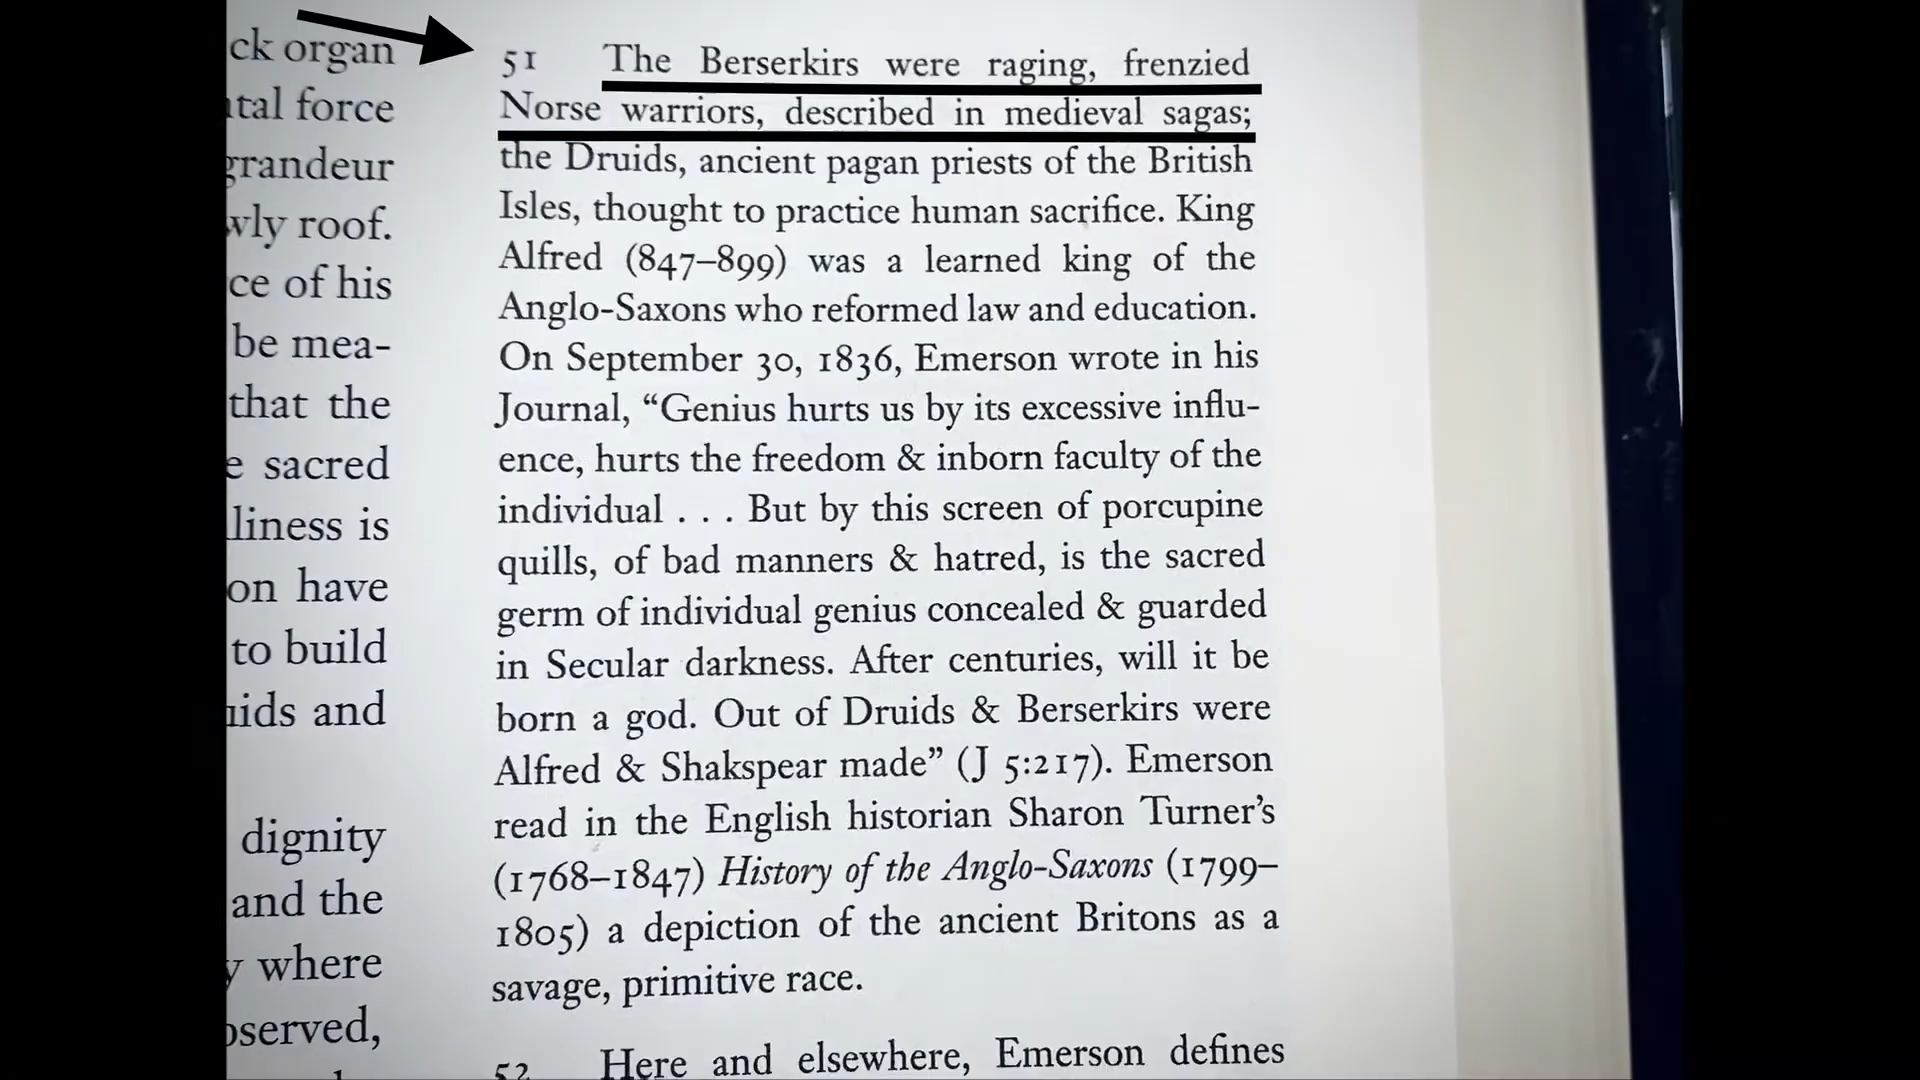 ck organ
tal force
grandeur
wly roof.
ce of his
be mea-
that the
e sacred
liness is
on have
to build
uids and
dignity
and the
y where
bserved,
51 The Berserkirs were raging, frenzied
Norse warriors, described in medieval sagas;
the Druids, ancient pagan priests of the British
Isles, thought to practice human sacrifice. King
Alfred (847–899) was a learned king of the
Anglo-Saxons who reformed law and education.
On September 30, 1836, Emerson wrote in his
Journal, “Genius hurts us by its excessive influ-
ence, hurts the freedom & inborn faculty of the
individual . . . But by this screen of porcupine
quills, of bad manners & hatred, is the sacred
germ of individual genius concealed & guarded
in Secular darkness. After centuries, will it be
born a god. Out of Druids & Berserkirs were
Alfred & Shakspear made” (J 5:217). Emerson
read in the English historian Sharon Turner’s
(1768–1847) History of the Anglo-Saxons (1799–
1805) a depiction of the ancient Britons as a
savage, primitive race.
52 Here and elsewhere, Emerson defines